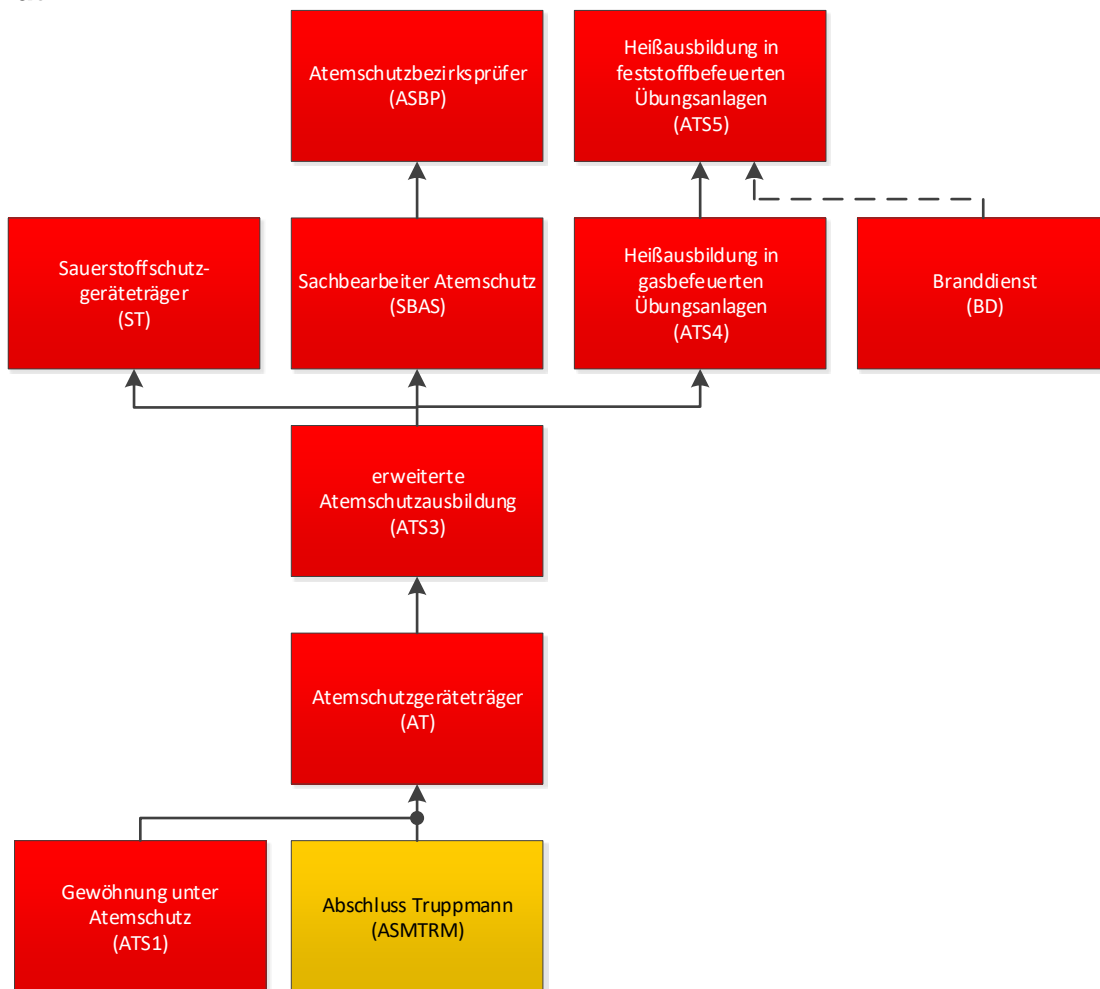 Atemschutzbezirksprüfer
(ASBP)
Heißausbildung in
feststoffbefeuerten
Übungsanlagen
(ATS5)
Sauerstoffschutz-
geräteträger
(ST)
Sachbearbeiter Atemschutz
(SBAS)
Heißausbildung in
gasbefeuerten
Übungsanlagen
(ATS4)
Branddienst
(BD)
erweiterte
Atemschutzausbildung
(ATS3)
Atemschutzgeräteträger
(AT)
Gewöhnung unter
Atemschutz
(ATS1)
Abschluss Truppmann
(ASMTRM)